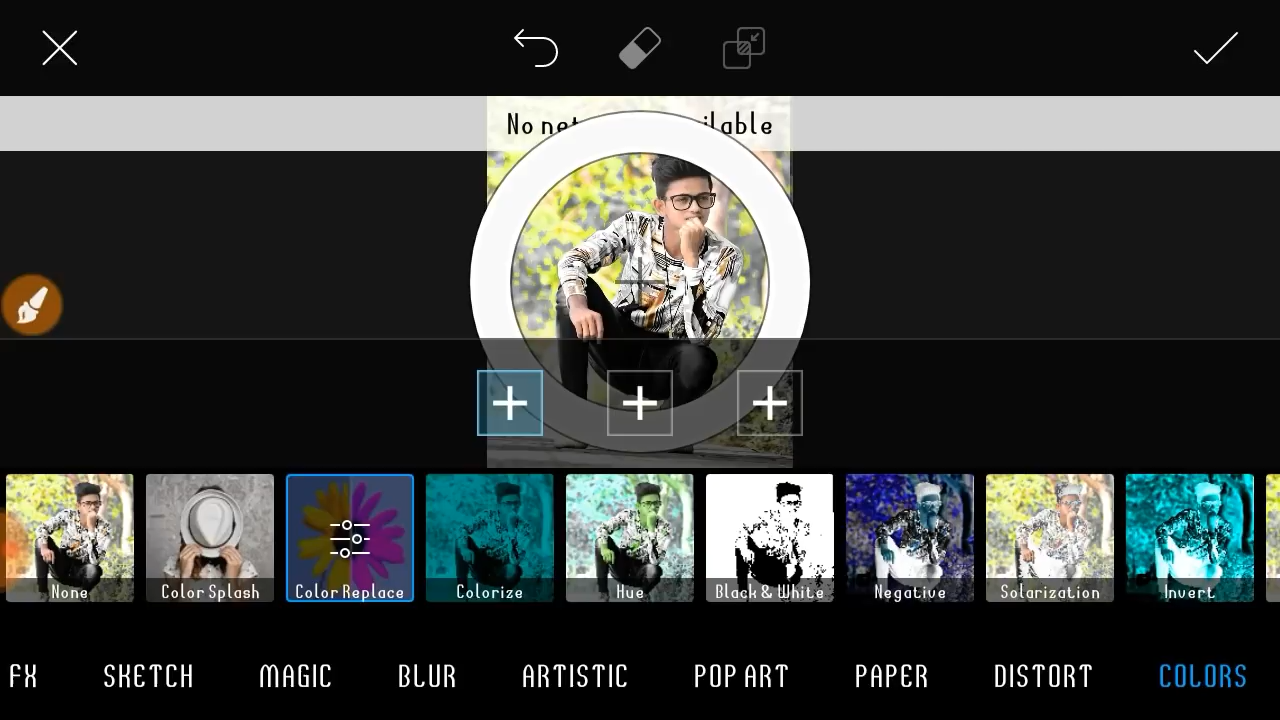 No net ilable
None Color Splash Color Replace Colorize Hue Black & White Negative Solarization Invert
FX SKETCH MAGIC BLUR ARTISTIC POP ART PAPER DISTORT COLORS